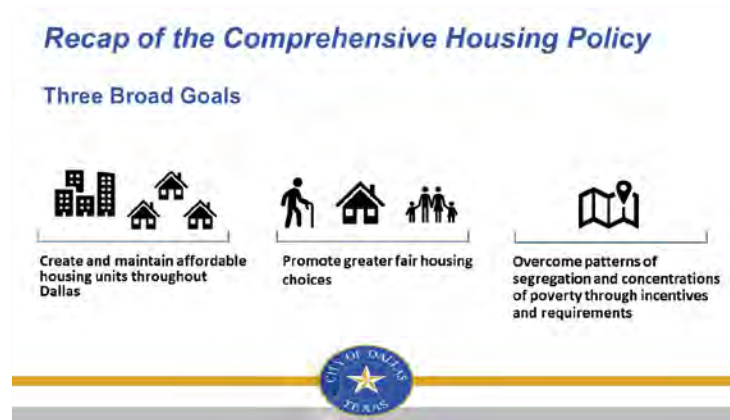 Recap of the Comprehensive Housing Policy
Three Broad Goals
Create and maintain affordable
housing units throughout
Dallas
Promote greater fair housing
choices
Overcome patterns of
segregation and concentrations
of poverty through incentives
and requirements
CITY OF DALLAS
TEXAS